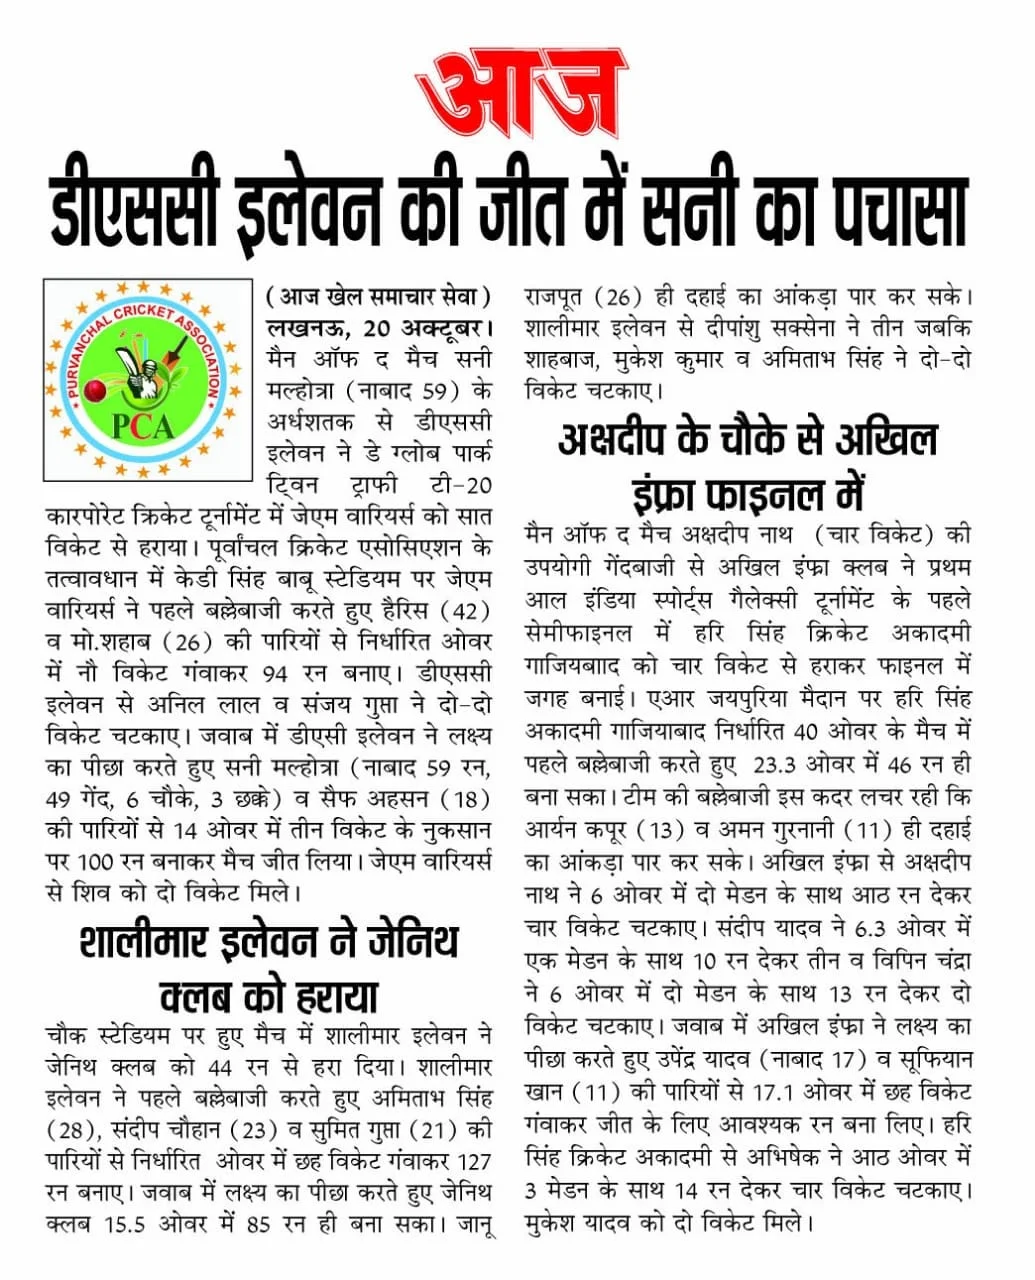 आज
डीएससी इलेवन की जीत में सनी का पचासा
PURVANCHAL CRICKET ASSOCIATION
PCA
(आज खेल समाचार सेवा)
लखनऊ, 20 अक्टूबर।
मैन ऑफ द मैच सनी
मल्होत्रा (नाबाद 59) के
अर्धशतक से डीएससी
इलेवन ने डे ग्लोब पार्क
ट्विन ट्राफी टी-20
कारपोरेट क्रिकेट टूर्नामेंट में जेएम वारियर्स को सात
विकेट से हराया। पूर्वांचल क्रिकेट एसोसिएशन के
तत्वावधान में केडी सिंह बाबू स्टेडियम पर जेएम
वारियर्स ने पहले बल्लेबाजी करते हुए हैरिस (42)
व मो.शहाब (26) की पारियों से निर्धारित ओवर
में नौ विकेट गंवाकर 94 रन बनाए। डीएससी
इलेवन से अनिल लाल व संजय गुप्ता ने दो-दो
विकेट चटकाए। जवाब में डीएसी इलेवन ने लक्ष्य
का पीछा करते हुए सनी मल्होत्रा (नाबाद 59 रन,
49 गेंद, 6 चौके, 3 छक्के) व सैफ अहसन (18)
की पारियों से 14 ओवर में तीन विकेट के नुकसान
पर 100 रन बनाकर मैच जीत लिया। जेएम वारियर्स
से शिव को दो विकेट मिले।
शालीमार इलेवन ने जेनिथ
क्लब को हराया
चौक स्टेडियम पर हुए मैच में शालीमार इलेवन ने
जेनिथ क्लब को 44 रन से हरा दिया। शालीमार
इलेवन ने पहले बल्लेबाजी करते हुए अमिताभ सिंह
(28), संदीप चौहान (23) व सुमित गुप्ता (21) की
पारियों से निर्धारित ओवर में छह विकेट गंवाकर 127
रन बनाए। जवाब में लक्ष्य का पीछा करते हुए जेनिथ
क्लब 15.5 ओवर में 85 रन ही बना सका। जानू
राजपूत (26) ही दहाई का आंकड़ा पार कर सके।
शालीमार इलेवन से दीपांशु सक्सेना ने तीन जबकि
शाहबाज, मुकेश कुमार व अमिताभ सिंह ने दो-दो
विकेट चटकाए।
अक्षदीप के चौके से अखिल
इंफ्रा फाइनल में
मैन ऑफ द मैच अक्षदीप नाथ (चार विकेट) की
उपयोगी गेंदबाजी से अखिल इंफ्रा क्लब ने प्रथम
आल इंडिया स्पोर्ट्स गैलेक्सी टूर्नामेंट के पहले
सेमीफाइनल में हरि सिंह क्रिकेट अकादमी
गाजियबााद को चार विकेट से हराकर फाइनल में
जगह बनाई। एआर जयपुरिया मैदान पर हरि सिंह
अकादमी गाजियाबाद निर्धारित 40 ओवर के मैच में
पहले बल्लेबाजी करते हुए 23.3 ओवर में 46 रन ही
बना सका। टीम की बल्लेबाजी इस कदर लचर रही कि
आर्यन कपूर (13) व अमन गुरनानी (11) ही दहाई
का आंकड़ा पार कर सके। अखिल इंफ्रा से अक्षदीप
नाथ ने 6 ओवर में दो मेडन के साथ आठ रन देकर
चार विकेट चटकाए। संदीप यादव ने 6.3 ओवर में
एक मेडन के साथ 10 रन देकर तीन व विपिन चंद्रा
ने 6 ओवर में दो मेडन के साथ 13 रन देकर दो
विकेट चटकाए। जवाब में अखिल इंफ्रा ने लक्ष्य का
पीछा करते हुए उपेंद्र यादव (नाबाद 17) व सूफियान
खान (11) की पारियों से 17.1 ओवर में छह विकेट
गंवाकर जीत के लिए आवश्यक रन बना लिए। हरि
सिंह क्रिकेट अकादमी से अभिषेक ने आठ ओवर में
3 मेडन के साथ 14 रन देकर चार विकेट चटकाए।
मुकेश यादव को दो विकेट मिले।